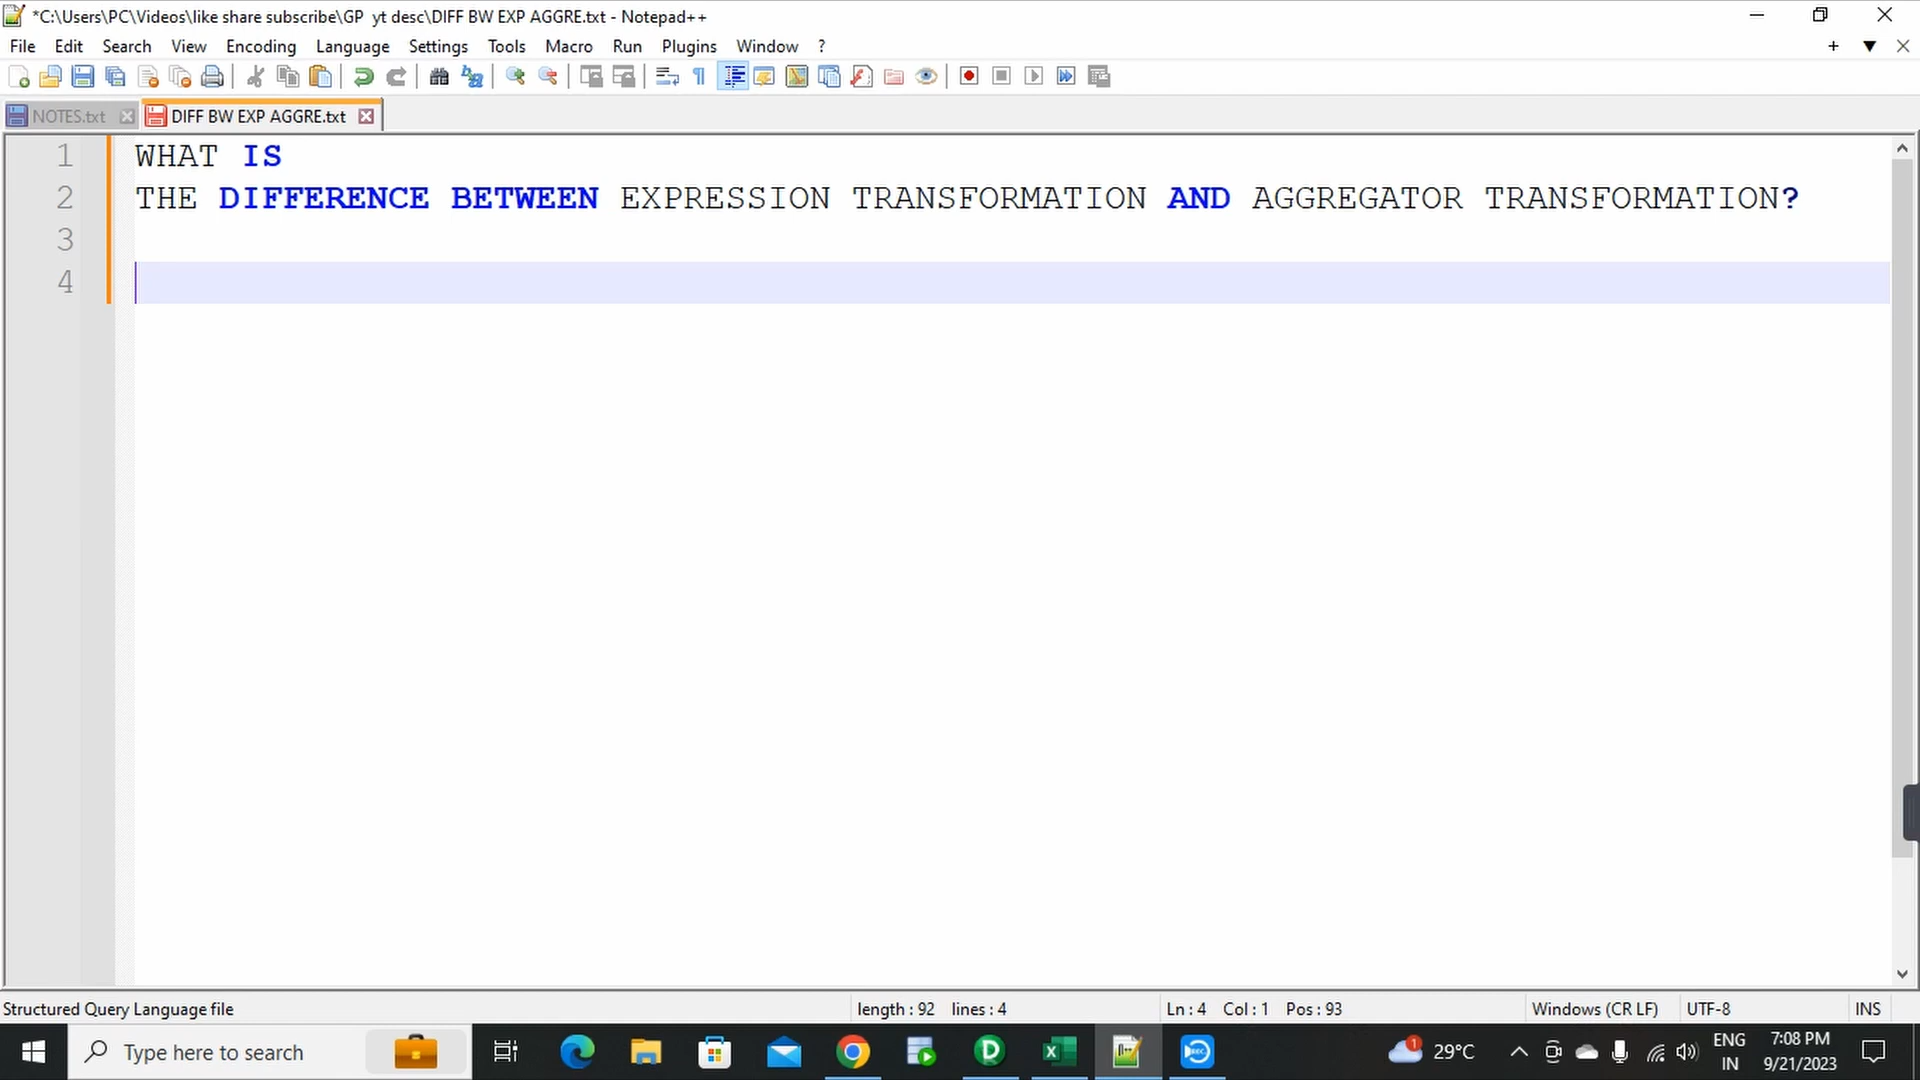 *C:\Users\PC\Videos\like share subscribe\GP  yt desc\DIFF BW EXP AGGRE.txt - Notepad++
File Edit Search View Encoding Language Settings Tools Macro Run Plugins Window ?
NOTES.txt DIFF BW EXP AGGRE.txt
1 WHAT IS
2 THE DIFFERENCE BETWEEN EXPRESSION TRANSFORMATION AND AGGREGATOR TRANSFORMATION?
3
4
Structured Query Language file length : 92 lines : 4 Ln : 4 Col : 1 Pos : 93 Windows (CR LF) UTF-8 INS
Type here to search 29°C ENG 7:08 PM
IN 9/21/2023